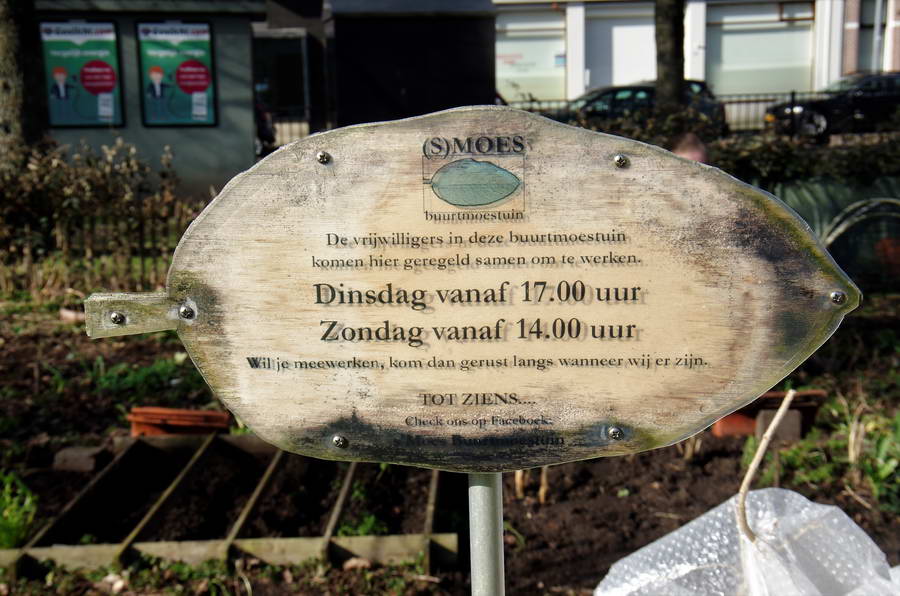 (S)MOES
buurtmoestuin
De vrijwilligers in deze buurtmoestuin
komen hier geregeld samen om te werken.
Dinsdag vanaf 17.00 uur
Zondag vanaf 14.00 uur
Wil je meewerken, kom dan gerust langs wanneer wij er zijn.
TOT ZIENS....
Check ons op Facebook:
Moes Buurtmoestuin